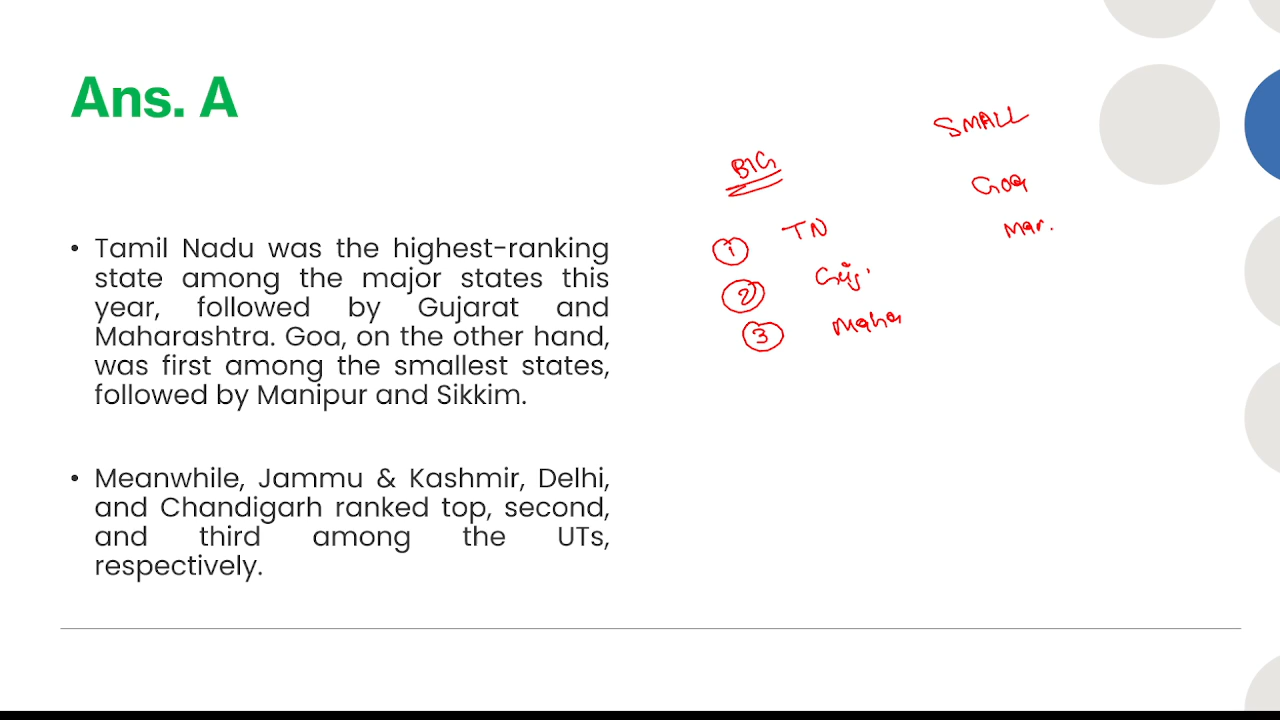 Ans. A
• Tamil Nadu was the highest-ranking
state among the major states this
year, followed by Gujarat and
Maharashtra. Goa, on the other hand,
was first among the smallest states,
followed by Manipur and Sikkim.
• Meanwhile, Jammu & Kashmir, Delhi,
and Chandigarh ranked top, second,
and third among the UTs,
respectively.
BIG
1 TN
2 Guj
3 Maha
SMALL
Goa